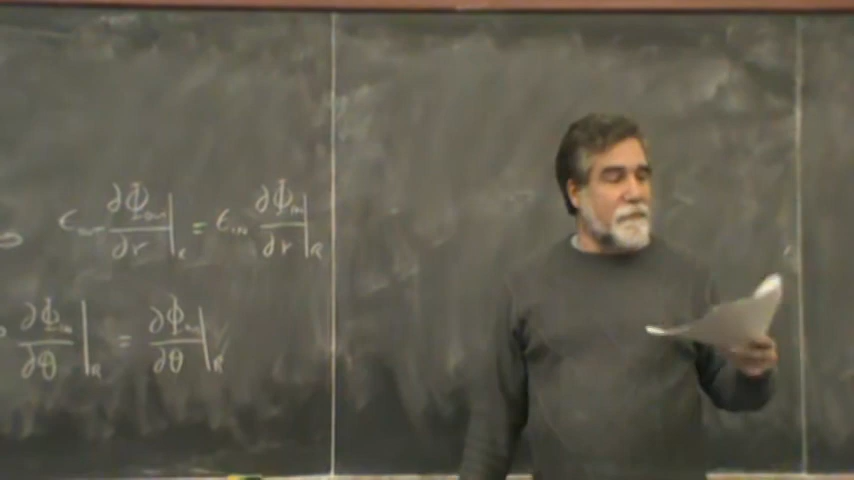 ϵ_out ∂Φ_out/∂r |_R = ϵ_IN ∂Φ_IN/∂r |_R
∂Φ_IN/∂θ |_R = ∂Φ_out/∂θ |_R